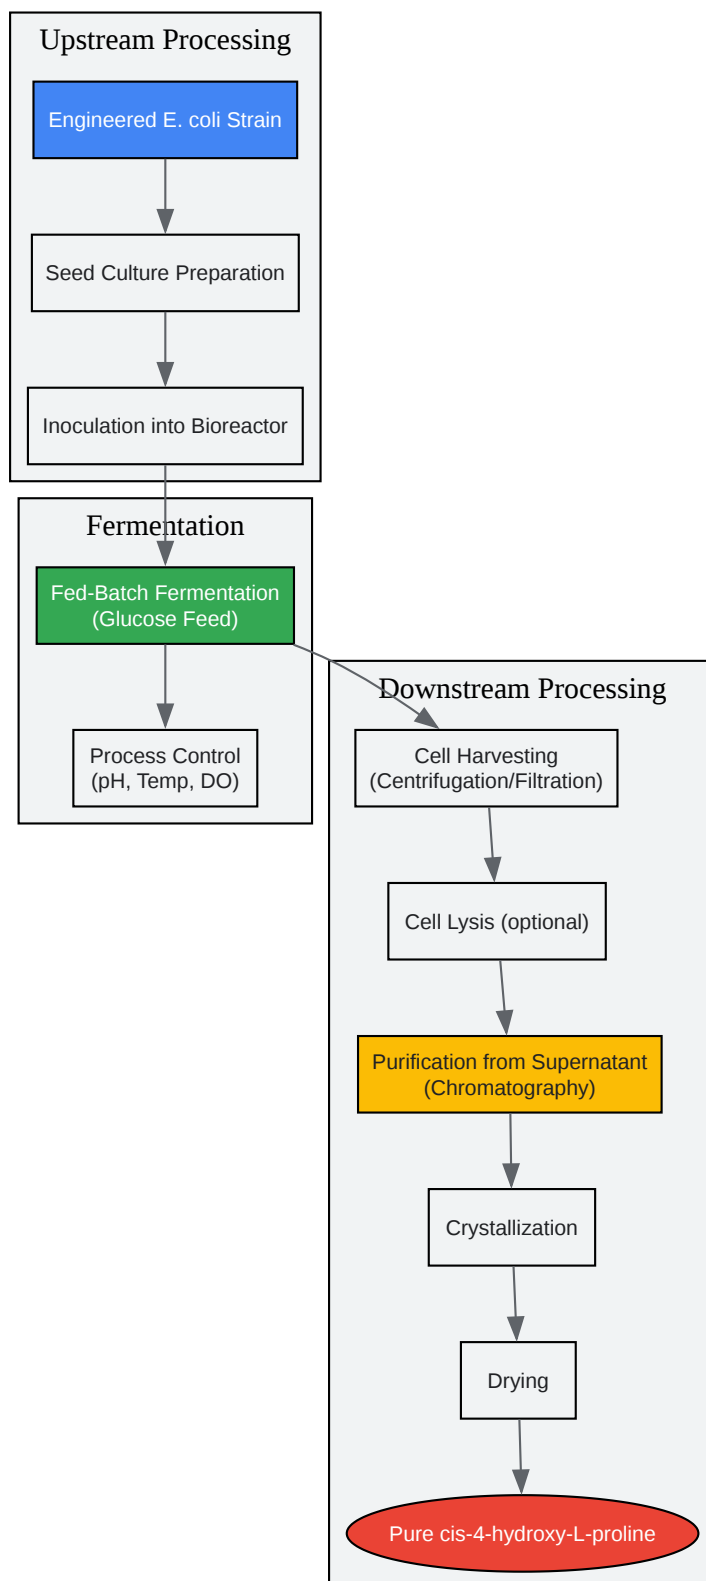 Upstream Processing
Engineered E. coli Strain
Seed Culture Preparation
Inoculation into Bioreactor
Fermentation
Fed-Batch Fermentation
(Glucose Feed)
Process Control
(pH, Temp, DO)
Downstream Processing
Cell Harvesting
(Centrifugation/Filtration)
Cell Lysis (optional)
Purification from Supernatant
(Chromatography)
Crystallization
Drying
Pure cis-4-hydroxy-L-proline